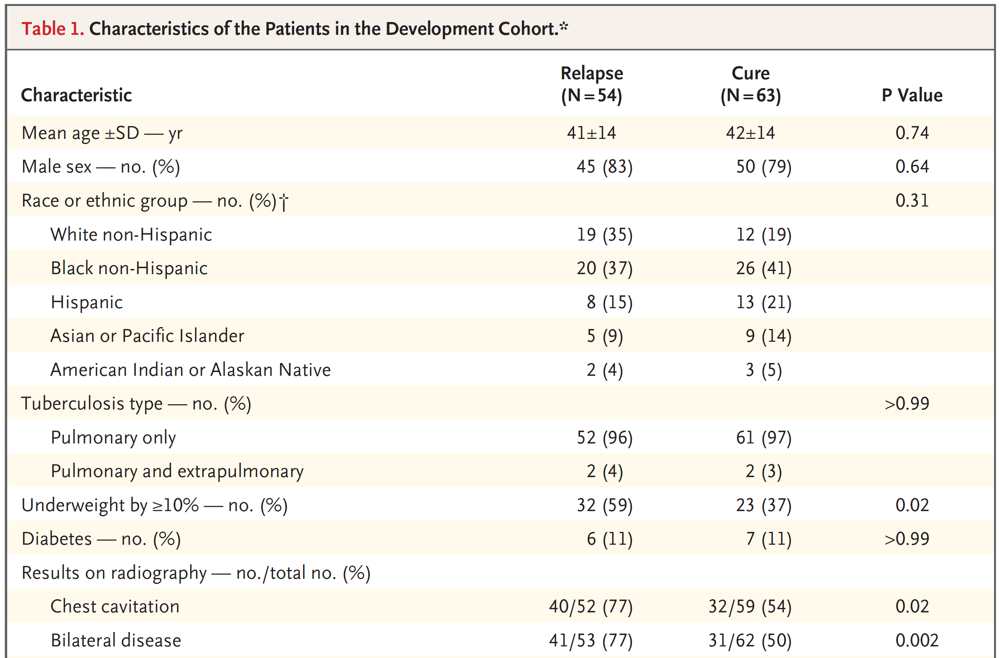 Table 1. Characteristics of the Patients in the Development Cohort.*
Characteristic Relapse (N=54) Cure (N=63) P Value
Mean age ±SD — yr 41±14 42±14 0.74
Male sex — no. (%) 45 (83) 50 (79) 0.64
Race or ethnic group — no. (%)† 0.31
White non-Hispanic 19 (35) 12 (19)
Black non-Hispanic 20 (37) 26 (41)
Hispanic 8 (15) 13 (21)
Asian or Pacific Islander 5 (9) 9 (14)
American Indian or Alaskan Native 2 (4) 3 (5)
Tuberculosis type — no. (%) >0.99
Pulmonary only 52 (96) 61 (97)
Pulmonary and extrapulmonary 2 (4) 2 (3)
Underweight by ≥10% — no. (%) 32 (59) 23 (37) 0.02
Diabetes — no. (%) 6 (11) 7 (11) >0.99
Results on radiography — no./total no. (%)
Chest cavitation 40/52 (77) 32/59 (54) 0.02
Bilateral disease 41/53 (77) 31/62 (50) 0.002